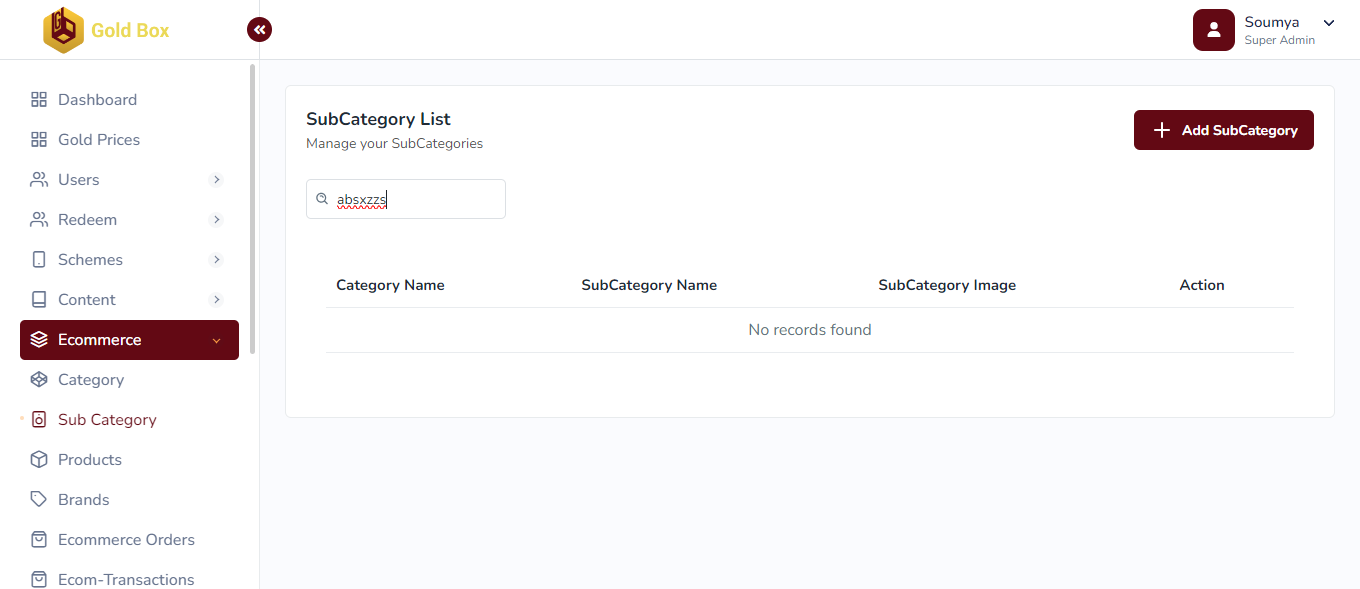 Gold Box
Soumya
Super Admin
Dashboard
Gold Prices
Users
Redeem
Schemes
Content
Ecommerce
Category
Sub Category
Products
Brands
Ecommerce Orders
Ecom-Transactions
SubCategory List
Manage your SubCategories
Add SubCategory
absxzzs
Category Name SubCategory Name SubCategory Image Action
No records found